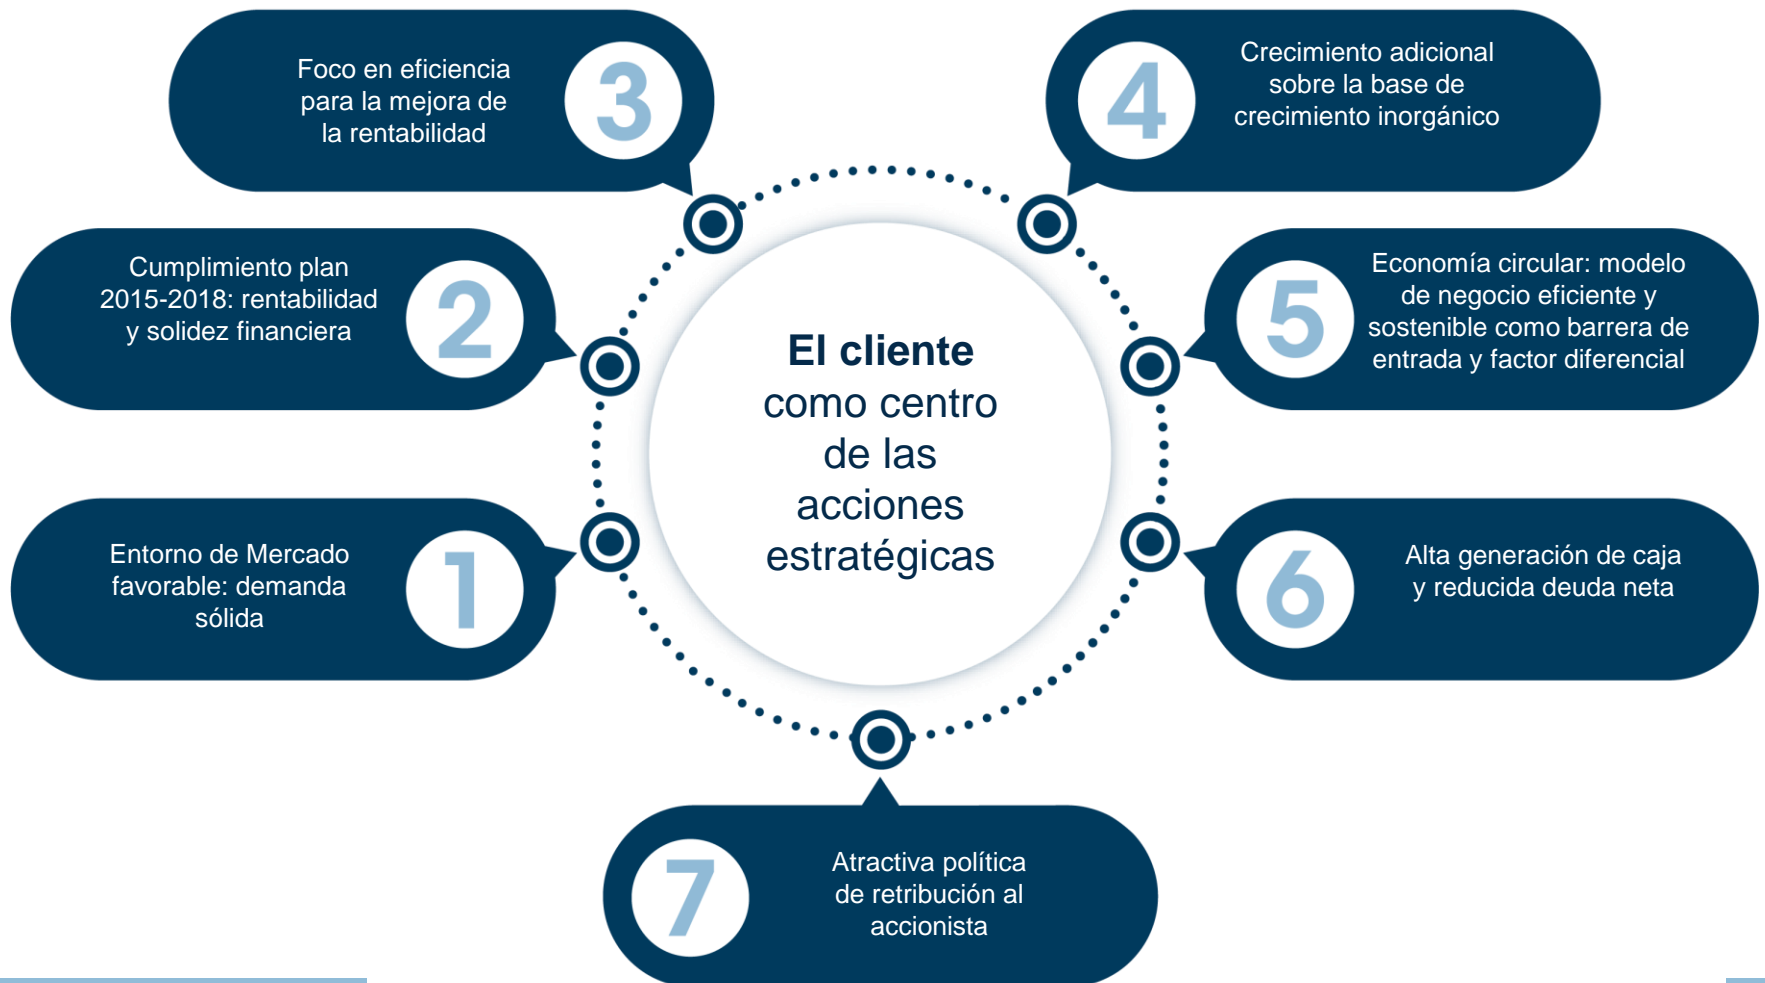 Foco en eficiencia
para la mejora de
la rentabilidad
3
4
Crecimiento adicional
sobre la base de
crecimiento inorgánico
Cumplimiento plan
2015-2018: rentabilidad
y solidez financiera
2
5
Economía circular: modelo
de negocio eficiente y
sostenible como barrera de
entrada y factor diferencial
El cliente
como centro
de las
acciones
estratégicas
Entorno de Mercado
favorable: demanda
sólida
1
6
Alta generación de caja
y reducida deuda neta
7
Atractiva política
de retribución al
accionista